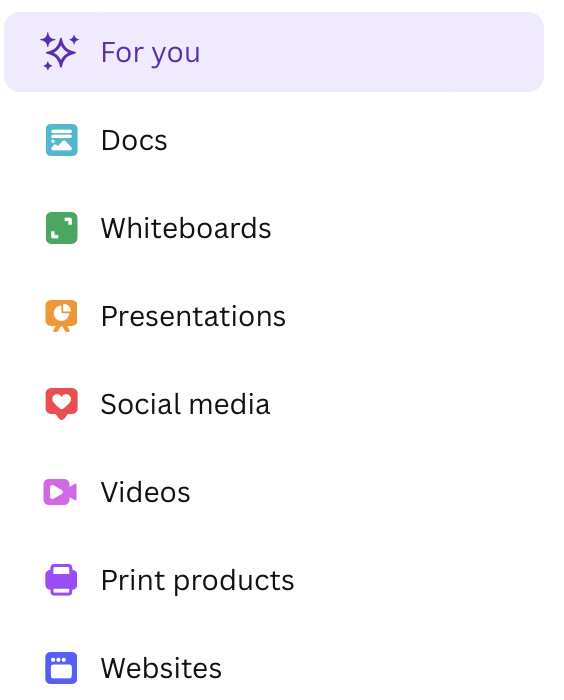 For you
Docs
Whiteboards
Presentations
Social media
Videos
Print products
Websites